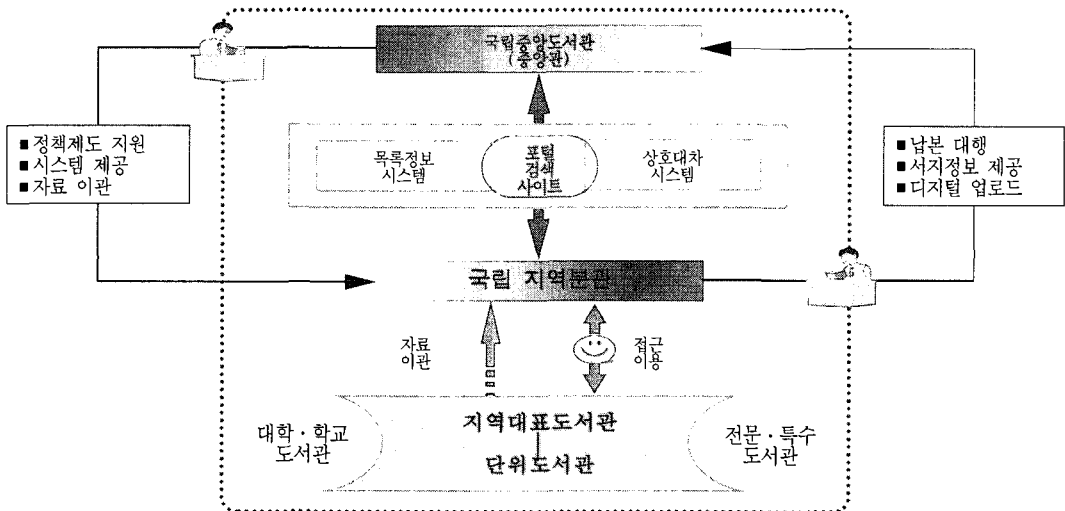 국립중앙도서관
(중앙관)
■ 정책제도 지원
■ 시스템 제공
■ 자료 이관
목록정보
시스템
포털
검색
사이트
상호대차
시스템
■ 납본 대행
■ 서지정보 제공
■ 디지털 업로드
국립 지역분관
자료
이관
접근
이용
대학·학교
도서관
지역대표도서관
단위도서관
전문·특수
도서관